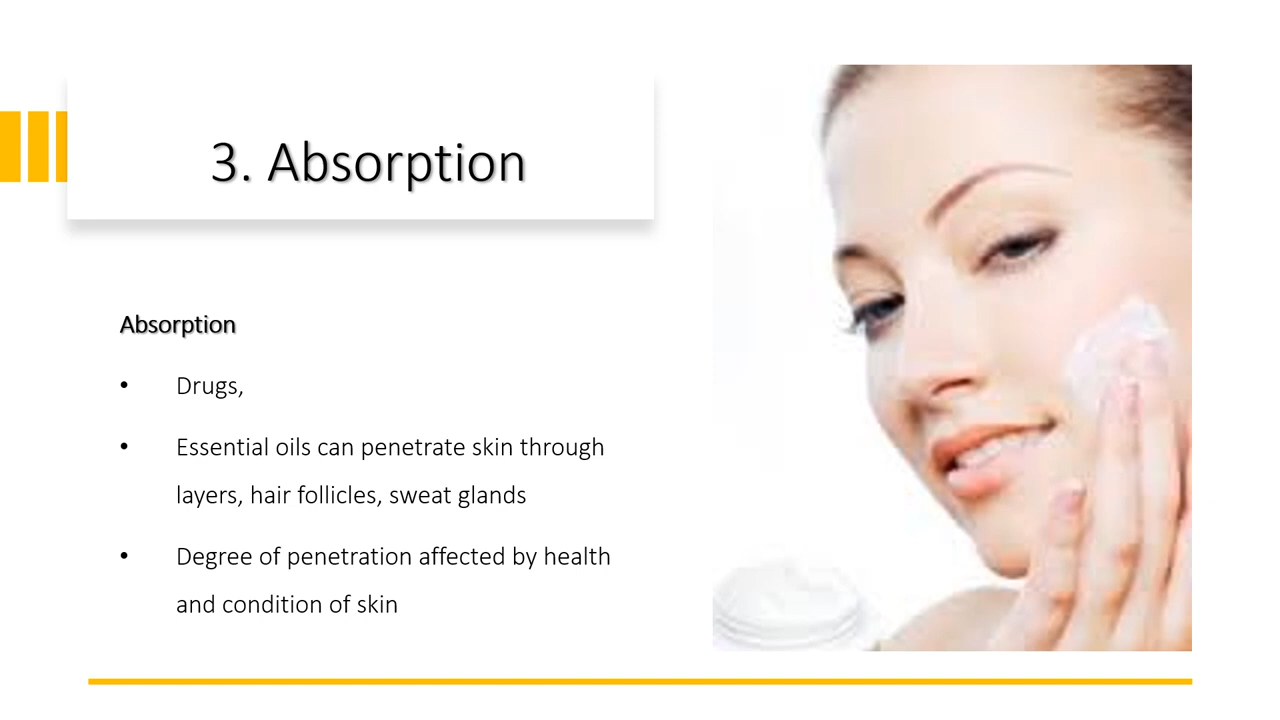 3. Absorption
Absorption
• Drugs,
• Essential oils can penetrate skin through
layers, hair follicles, sweat glands
• Degree of penetration affected by health
and condition of skin